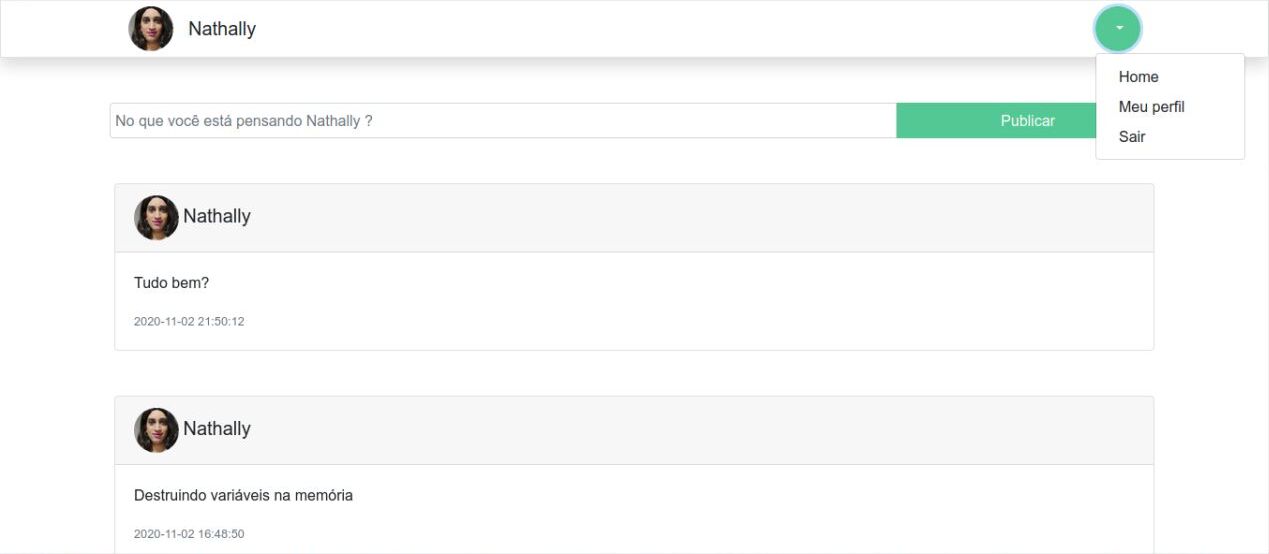 Nathally
Home
Meu perfil
Sair
No que você está pensando Nathally ?
Publicar
Nathally
Tudo bem?
2020-11-02 21:50:12
Nathally
Destruindo variáveis na memória
2020-11-02 16:48:50